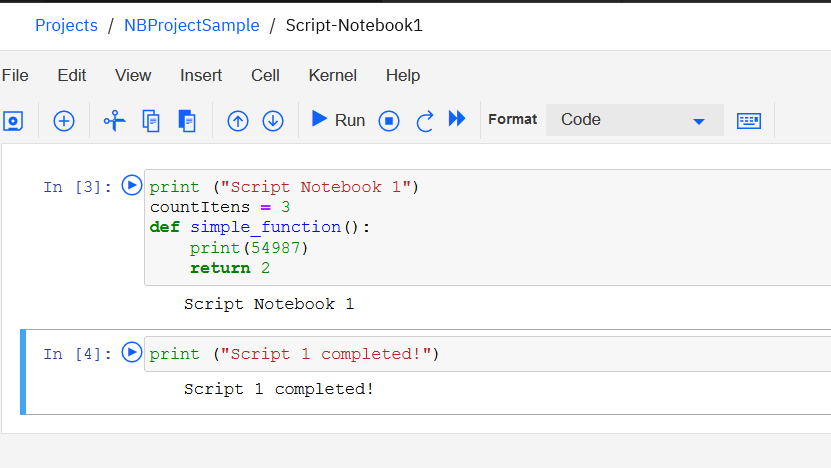 Projects / NBProjectSample / Script-Notebook1
File Edit View Insert Cell Kernel Help
Run Format Code
In [3]: print ("Script Notebook 1")
countItens = 3
def simple_function():
    print(54987)
    return 2
Script Notebook 1
In [4]: print ("Script 1 completed!")
Script 1 completed!